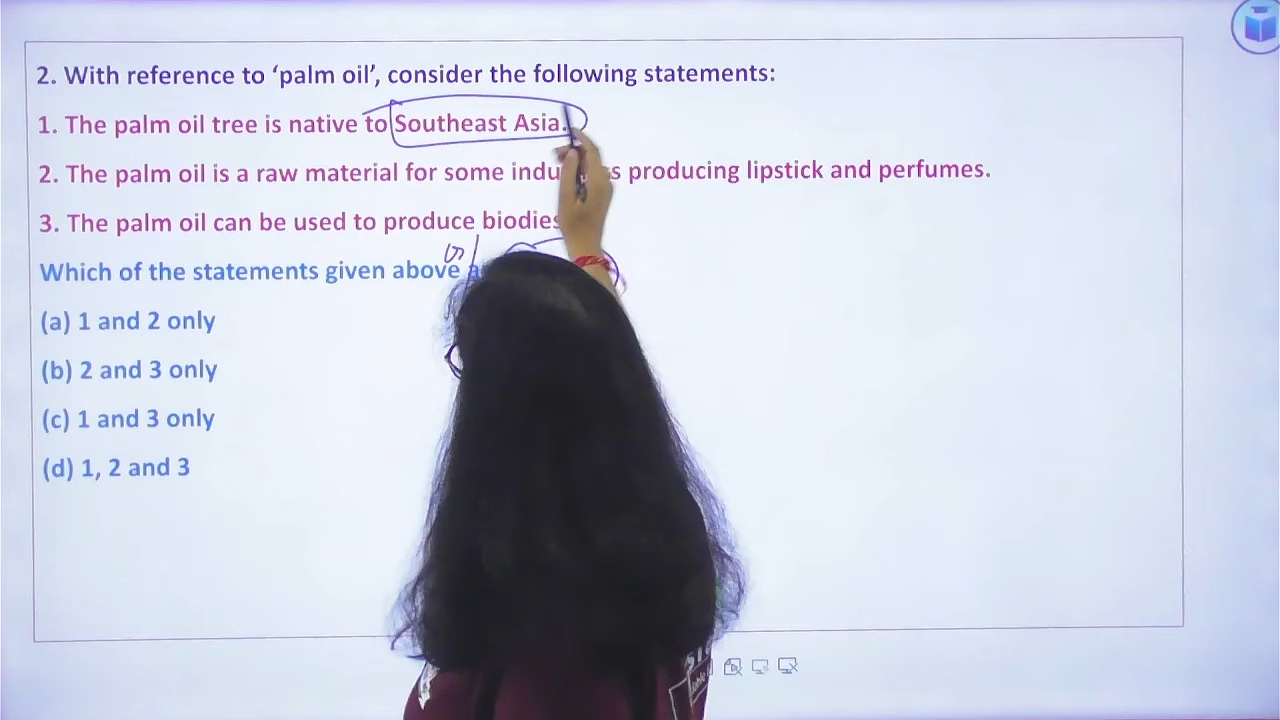 2. With reference to ‘palm oil’, consider the following statements:
1. The palm oil tree is native to Southeast Asia.
2. The palm oil is a raw material for some producing lipstick and perfumes.
3. The palm oil can be used to produce
Which of the statements given above
(a) 1 and 2 only
(b) 2 and 3 only
(c) 1 and 3 only
(d) 1, 2 and 3